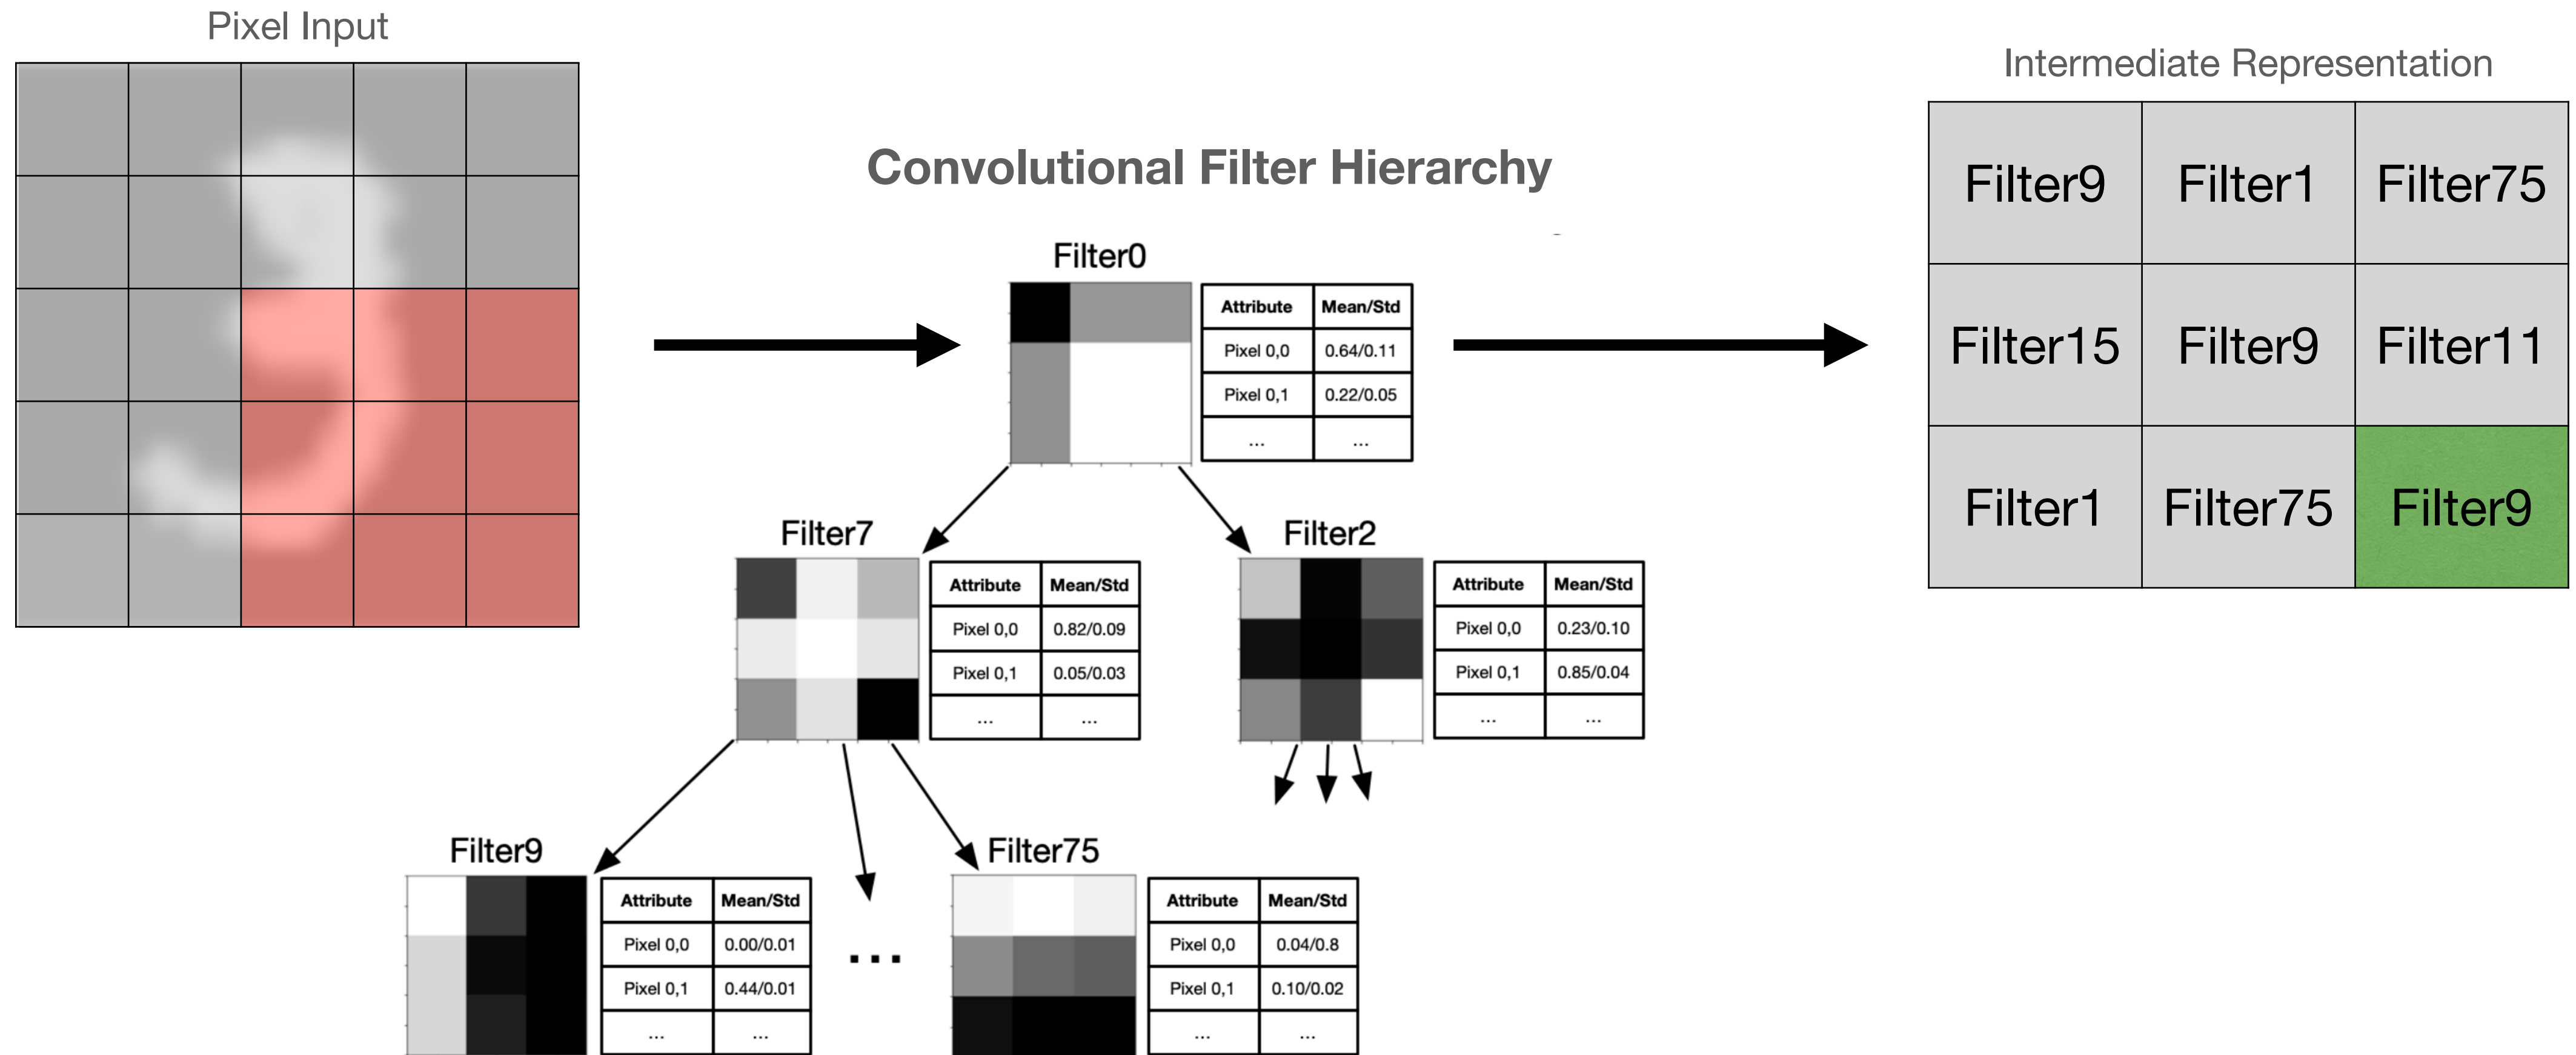 Pixel Input
Convolutional Filter Hierarchy
Filter0
Attribute Mean/Std
Pixel 0,0 0.64/0.11
Pixel 0,1 0.22/0.05
... ...
Filter7
Attribute Mean/Std
Pixel 0,0 0.82/0.09
Pixel 0,1 0.05/0.03
... ...
Filter2
Attribute Mean/Std
Pixel 0,0 0.23/0.10
Pixel 0,1 0.85/0.04
... ...
Filter9
Attribute Mean/Std
Pixel 0,0 0.00/0.01
Pixel 0,1 0.44/0.01
... ...
...
Filter75
Attribute Mean/Std
Pixel 0,0 0.04/0.8
Pixel 0,1 0.10/0.02
... ...
Intermediate Representation
Filter9 Filter1 Filter75
Filter15 Filter9 Filter11
Filter1 Filter75 Filter9